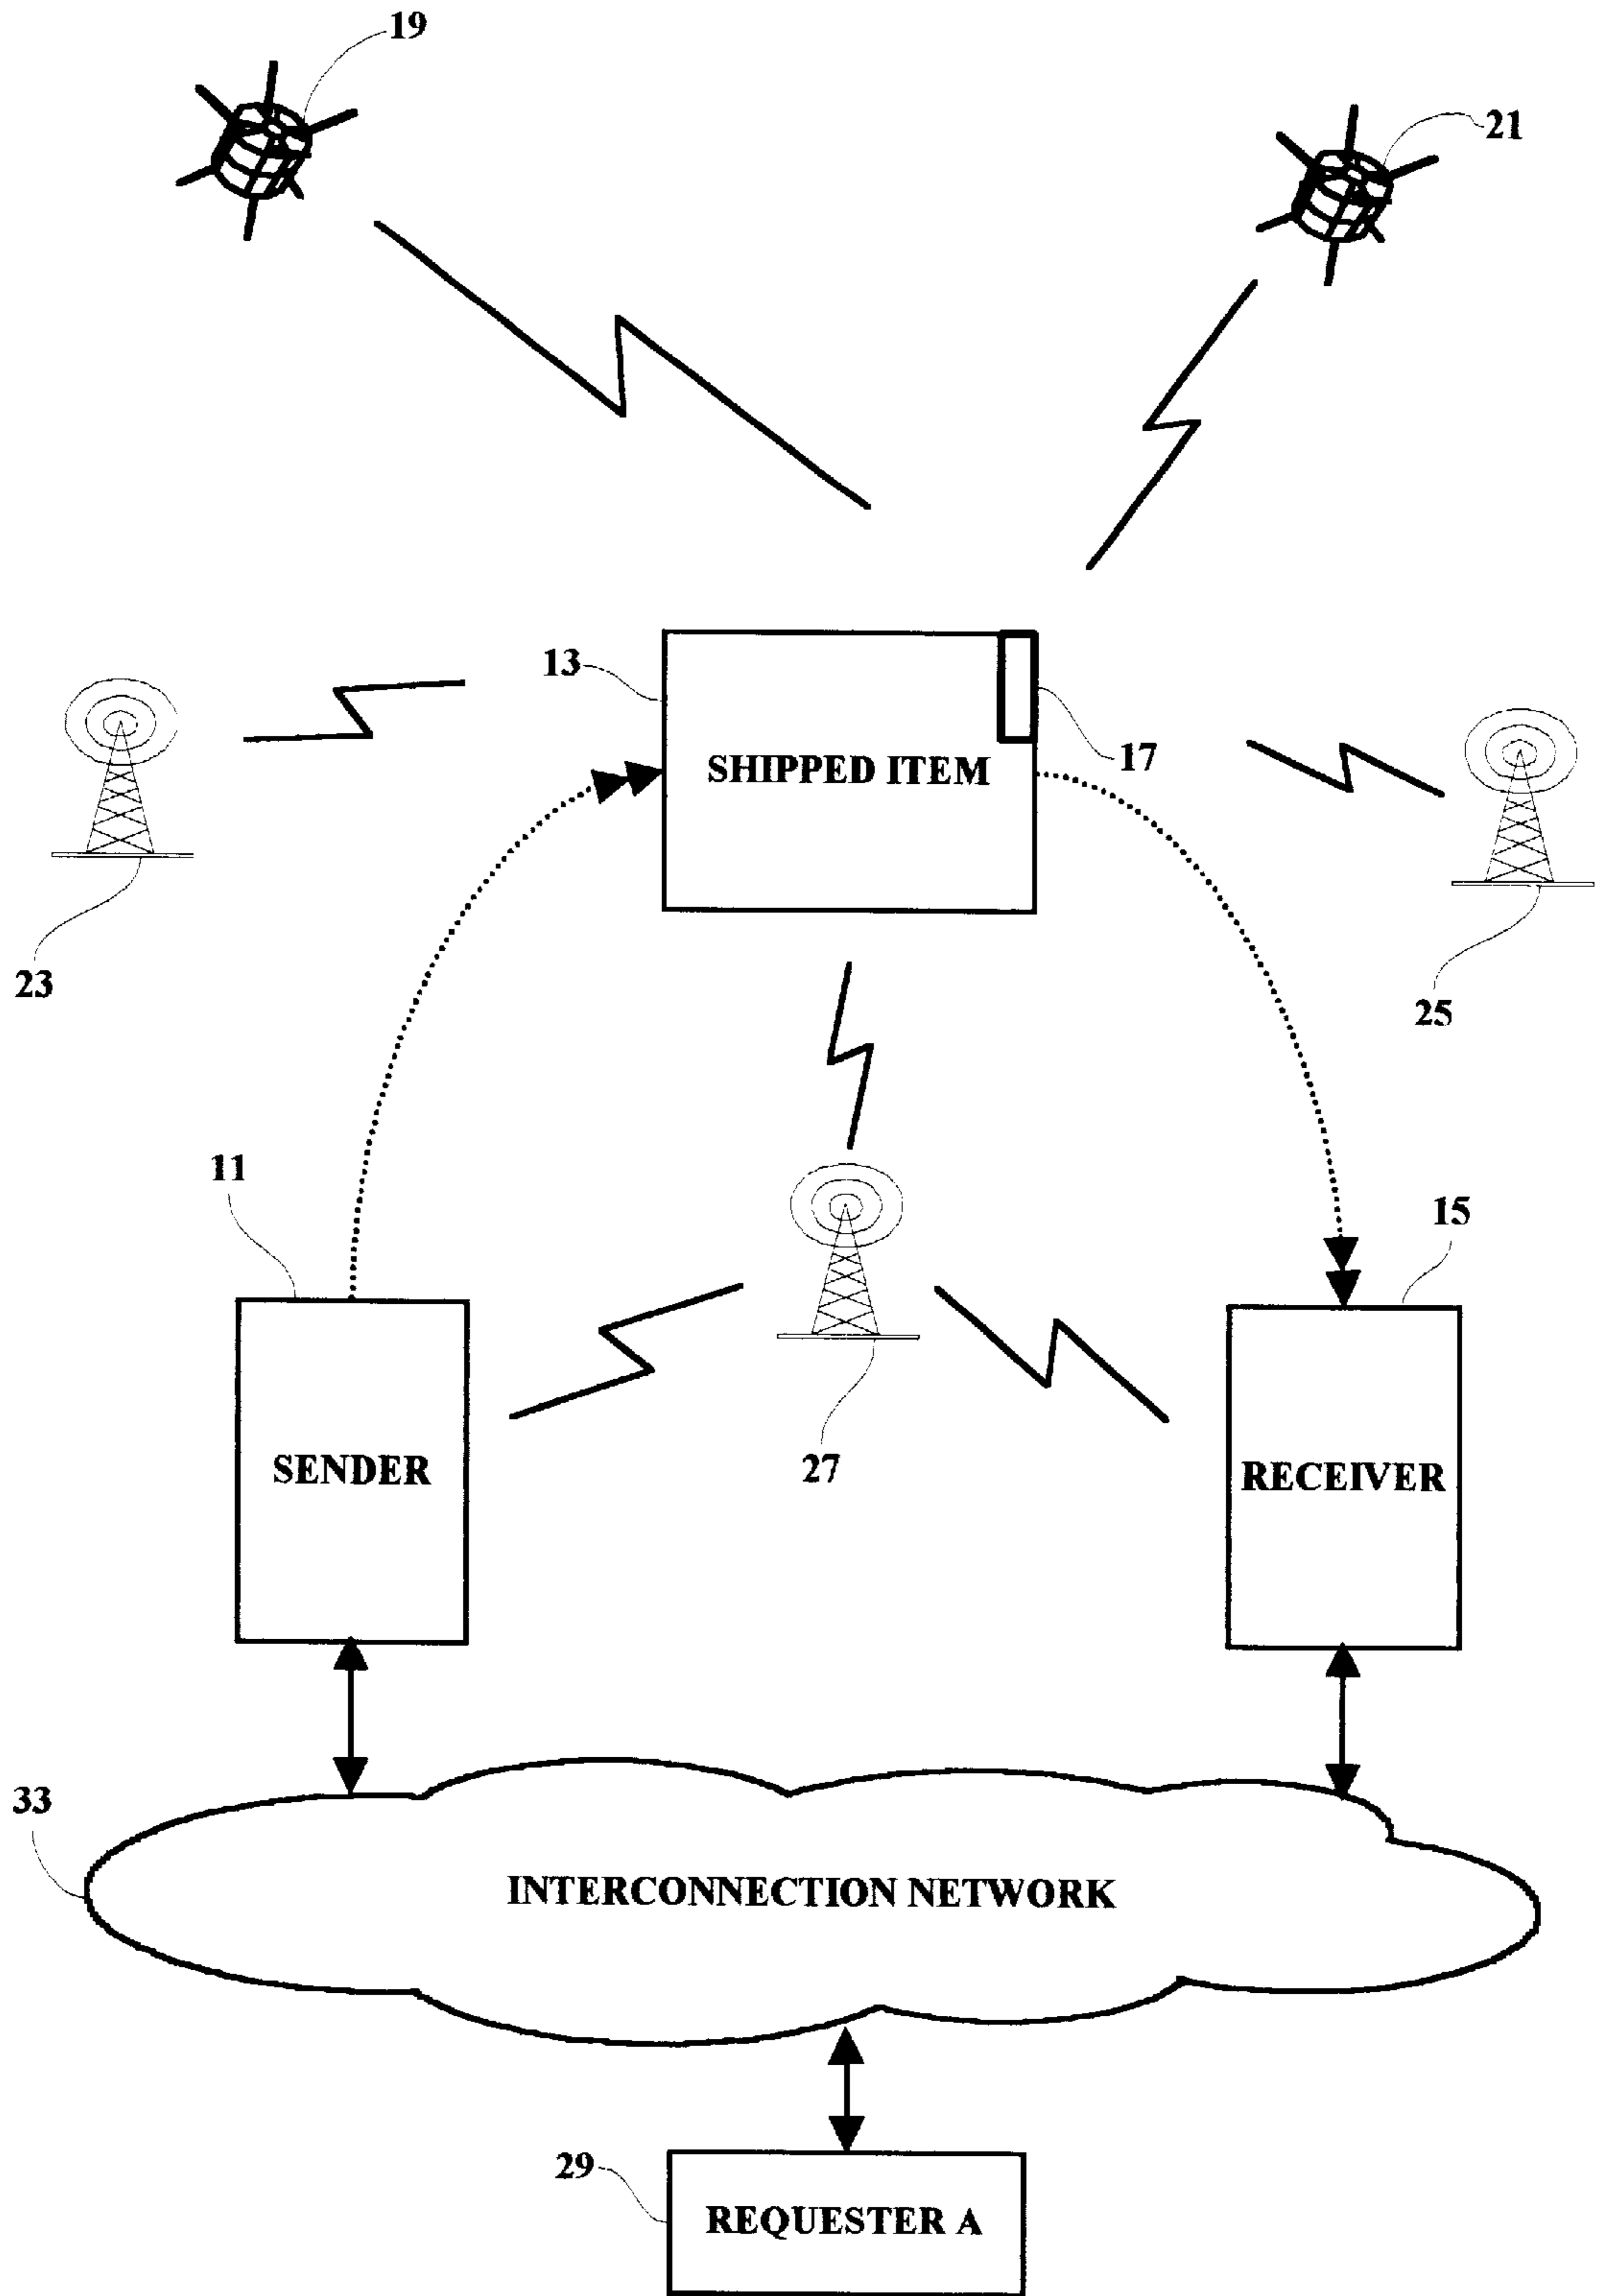 19
21
13
17
SHIPPED ITEM
23
25
11
15
27
SENDER
RECEIVER
33
INTERCONNECTION NETWORK
29
REQUESTER A